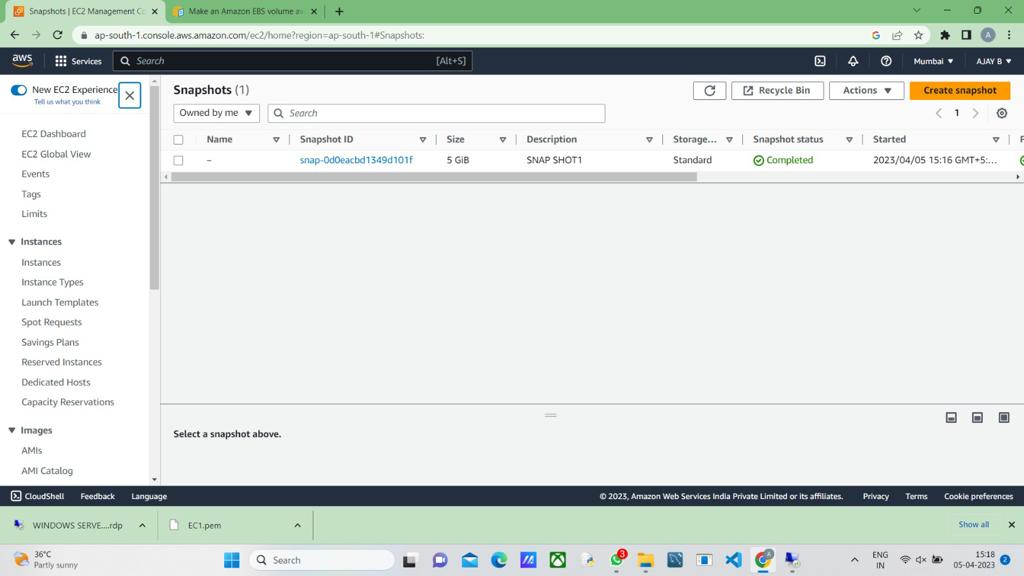 Snapshots | EC2 Management Co
Make an Amazon EBS volume av
ap-south-1.console.aws.amazon.com/ec2/home?region=ap-south-1#Snapshots:
aws Services Search [Alt+S] Mumbai AJAY B
New EC2 Experience
Tell us what you think
EC2 Dashboard
EC2 Global View
Events
Tags
Limits
Instances
Instances
Instance Types
Launch Templates
Spot Requests
Savings Plans
Reserved Instances
Dedicated Hosts
Capacity Reservations
Images
AMIs
AMI Catalog
Snapshots (1)
Recycle Bin Actions Create snapshot
Owned by me Search 1
Name Snapshot ID Size Description Storage... Snapshot status Started
– snap-0d0eacbd1349d101f 5 GiB SNAP SHOT1 Standard Completed 2023/04/05 15:16 GMT+5:...
Select a snapshot above.
CloudShell Feedback Language © 2023, Amazon Web Services India Private Limited or its affiliates. Privacy Terms Cookie preferences
WINDOWS SERVE....rdp EC1.pem Show all
36°C
Partly sunny
Search
3
ENG
IN
15:18
05-04-2023
2